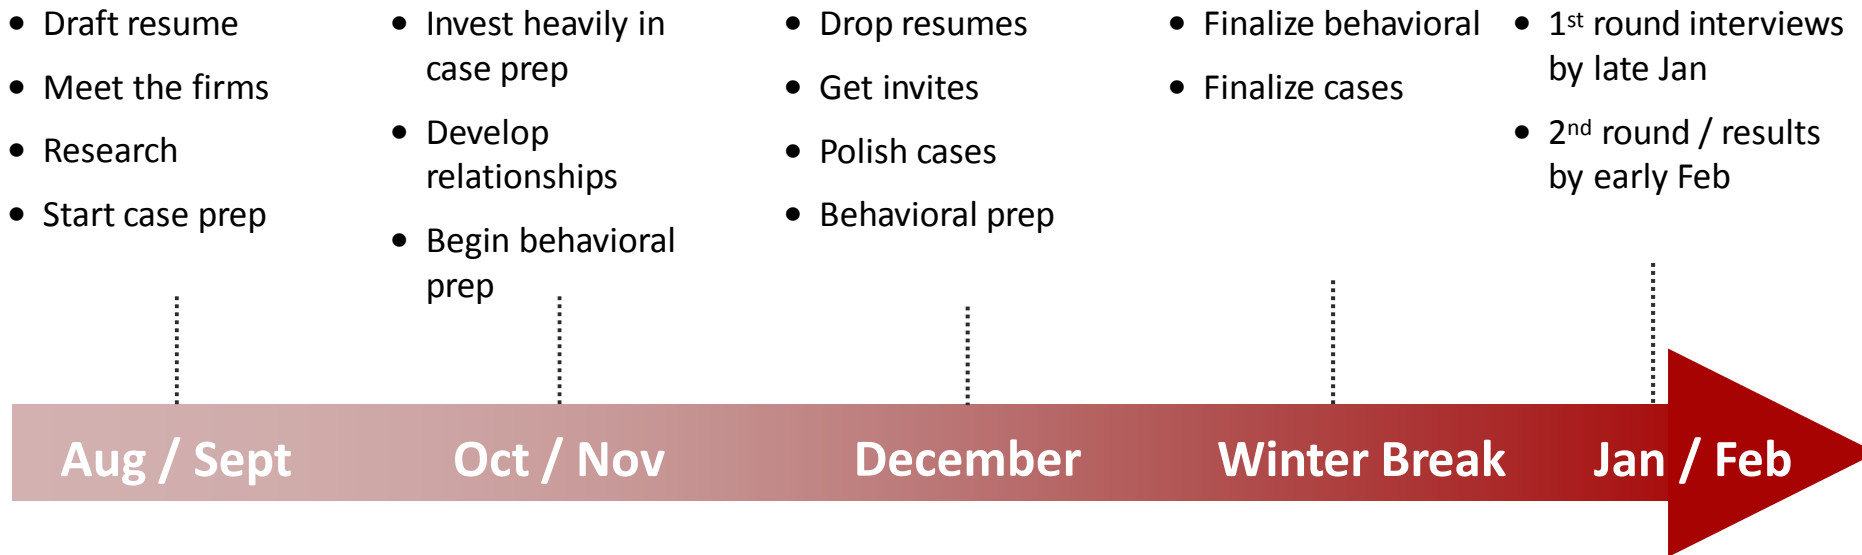 • Draft resume
• Meet the firms
• Research
• Start case prep
• Invest heavily in
case prep
• Develop
relationships
• Begin behavioral
prep
• Drop resumes
• Get invites
• Polish cases
• Behavioral prep
• Finalize behavioral
• Finalize cases
• 1st round interviews
by late Jan
• 2nd round / results
by early Feb
Aug / Sept
Oct / Nov
December
Winter Break
Jan / Feb